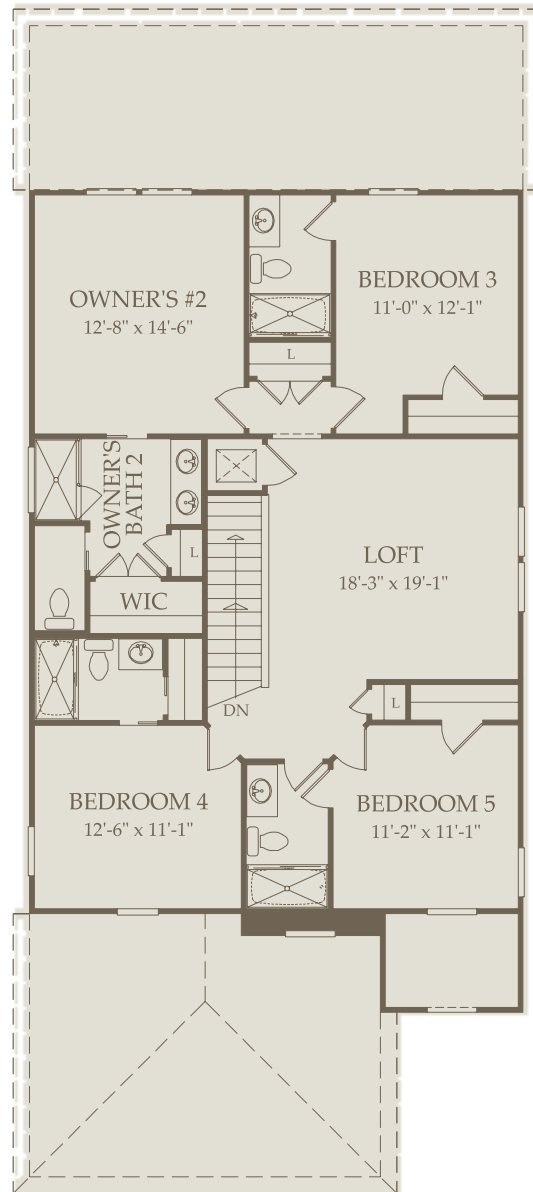 OWNER'S #2
12'-8" x 14'-6"
BEDROOM 3
11'-0" x 12'-1"
L
OWNER'S
BATH 2
L
WIC
LOFT
18'-3" x 19'-1"
DN
L
BEDROOM 4
12'-6" x 11'-1"
BEDROOM 5
11'-2" x 11'-1"